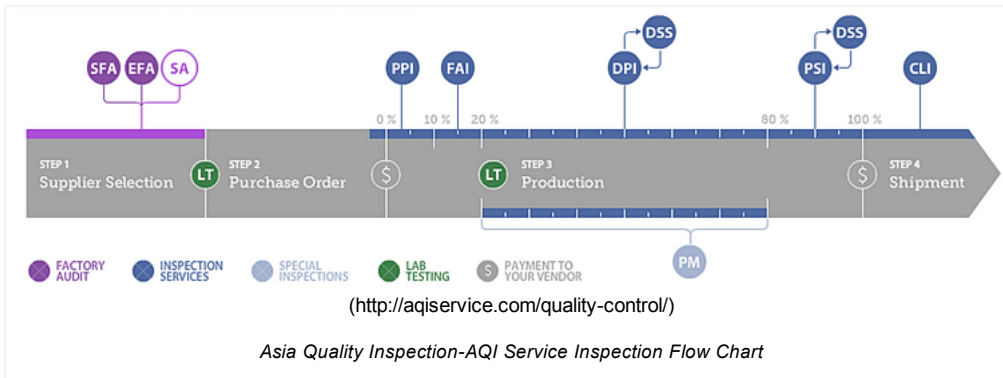 DSS
DSS
SFA EFA SA PPI FAI DPI PSI CLI
0 % 10 % 20 % 80 % 100 %
STEP 1
Supplier Selection
LT
STEP 2
Purchase Order
$
LT
STEP 3
Production
$
STEP 4
Shipment
PM
FACTORY
AUDIT
INSPECTION
SERVICES
SPECIAL
INSPECTIONS
LAB
TESTING
$
PAYMENT TO
YOUR VENDOR
(http://aqiservice.com/quality-control/)
Asia Quality Inspection-AQI Service Inspection Flow Chart